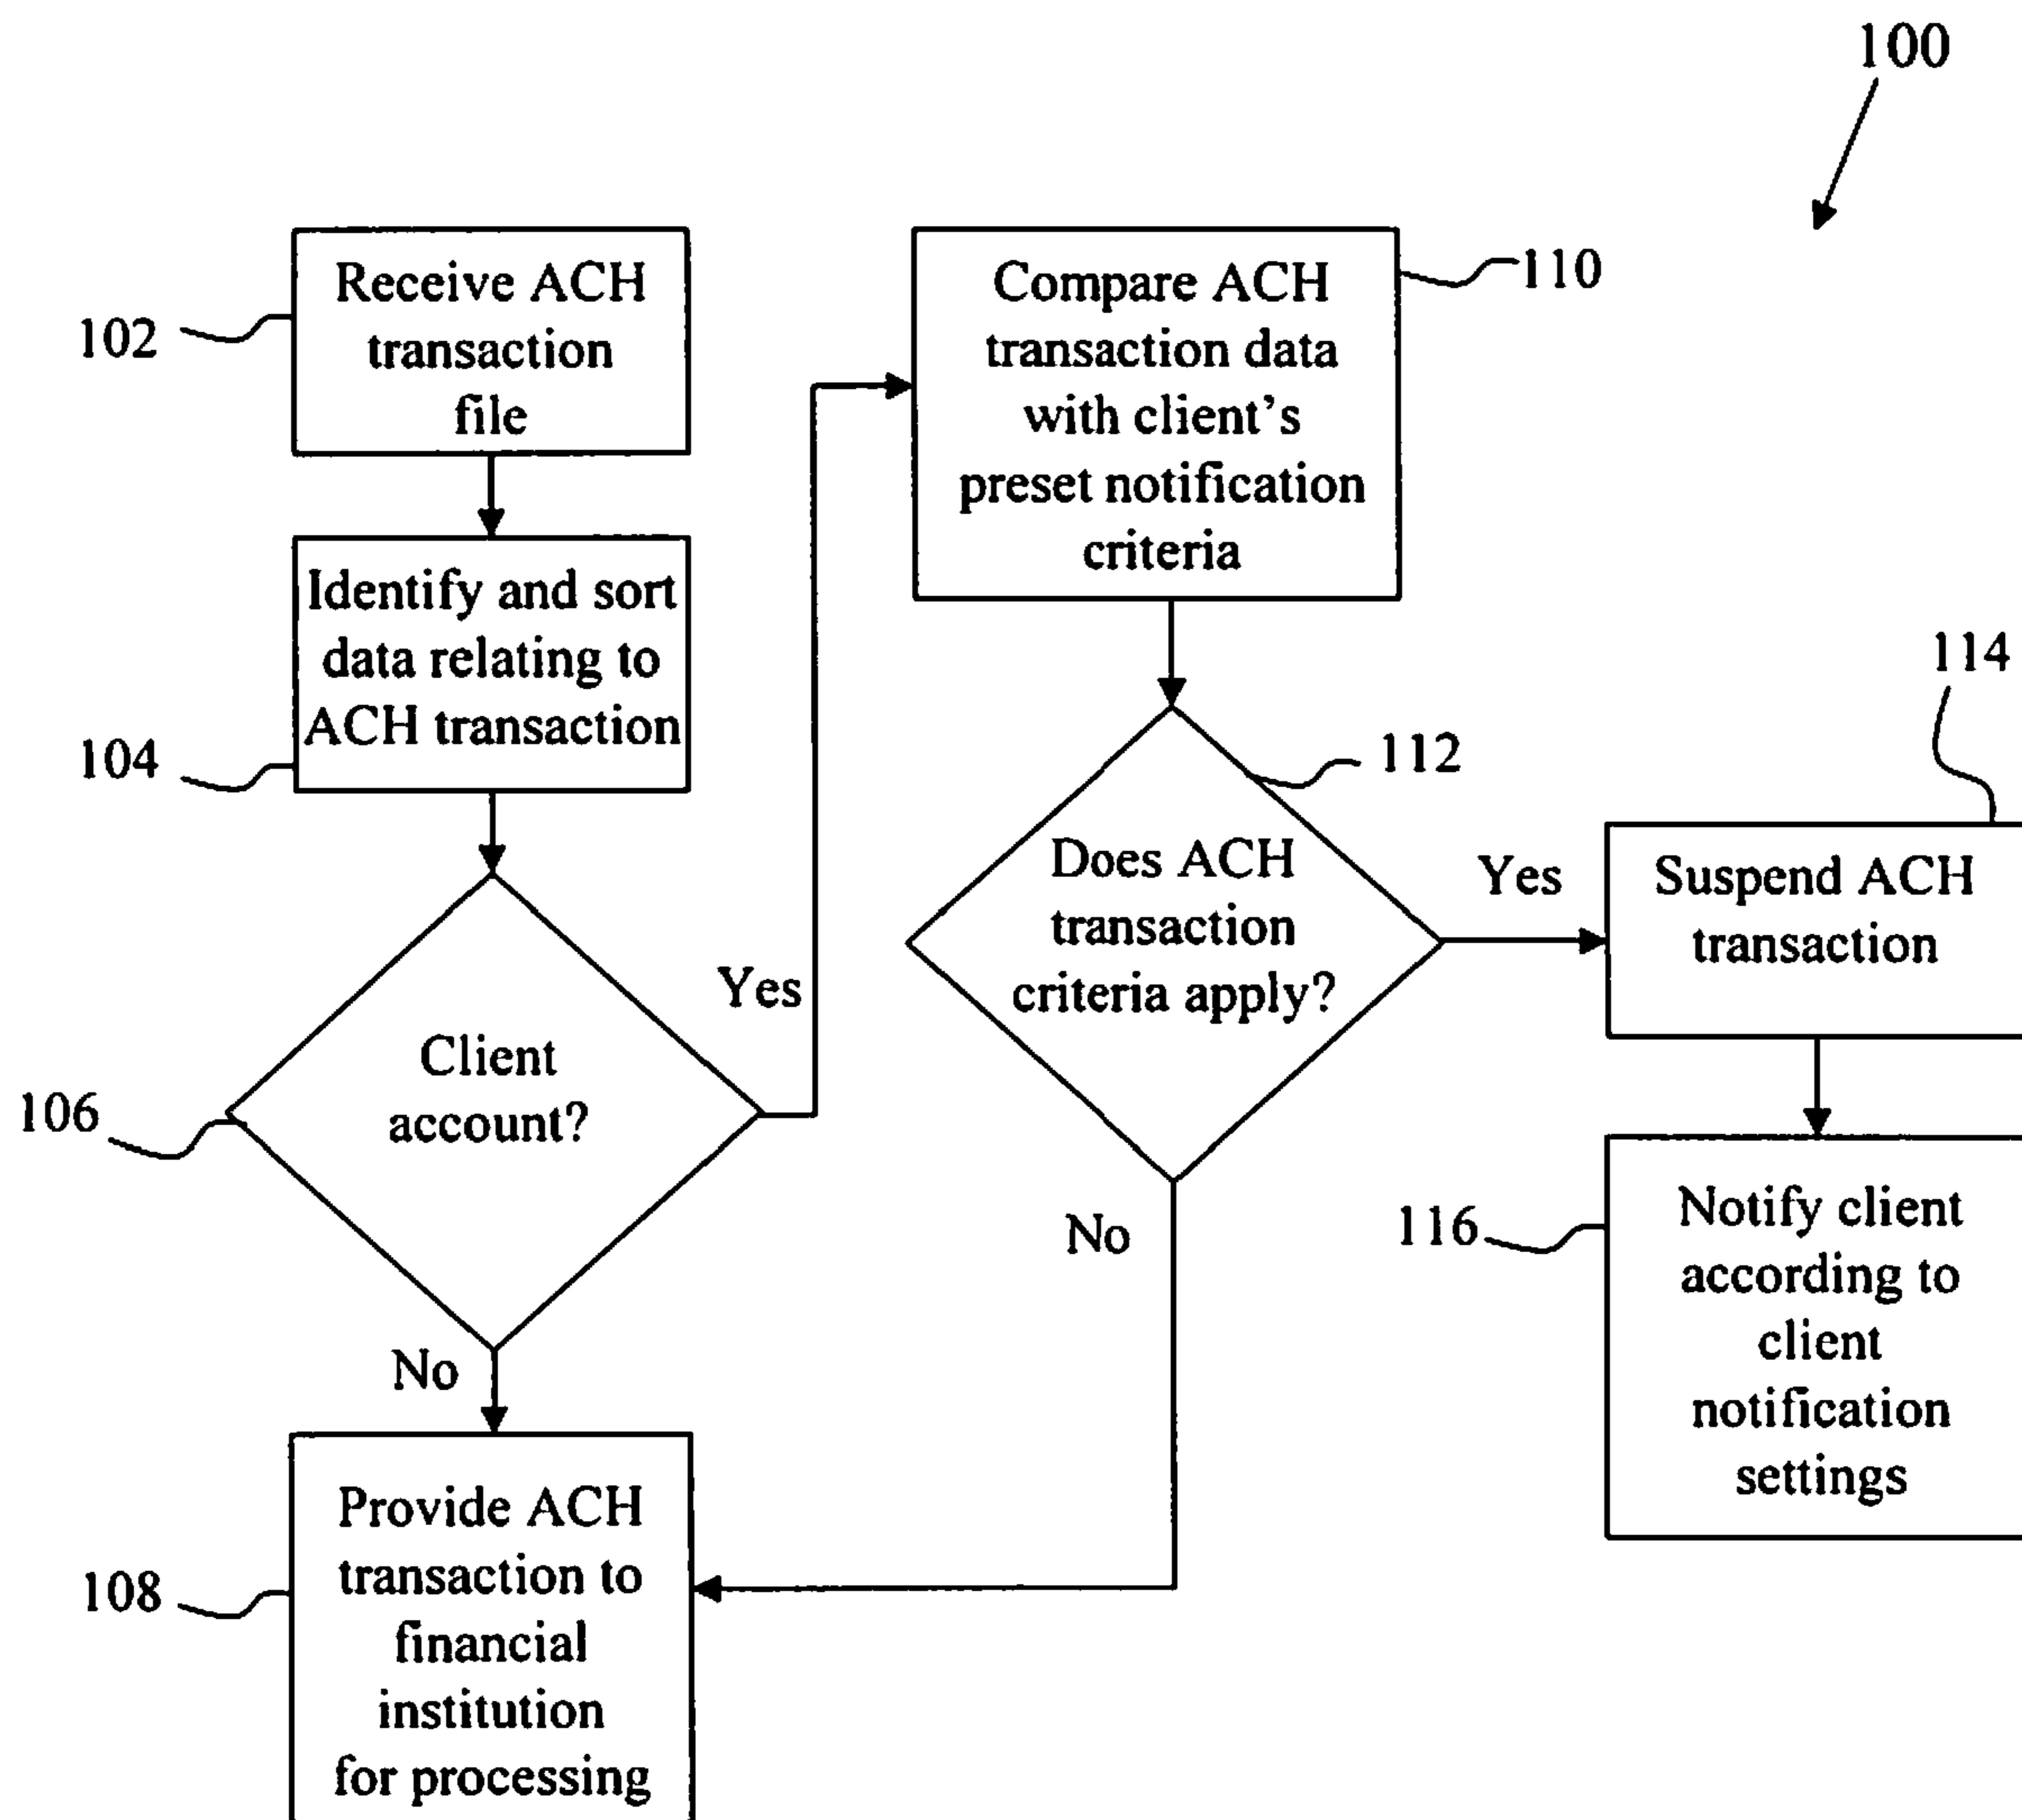 100
Receive ACH
transaction
file
102
Identify and sort
data relating to
ACH transaction
104
Client
account?
106
Yes
No
Provide ACH
transaction to
financial
institution
for processing
108
Compare ACH
transaction data
with client's
preset notification
criteria
110
Does ACH
transaction
criteria apply?
112
Yes
No
Suspend ACH
transaction
114
Notify client
according to
client
notification
settings
116